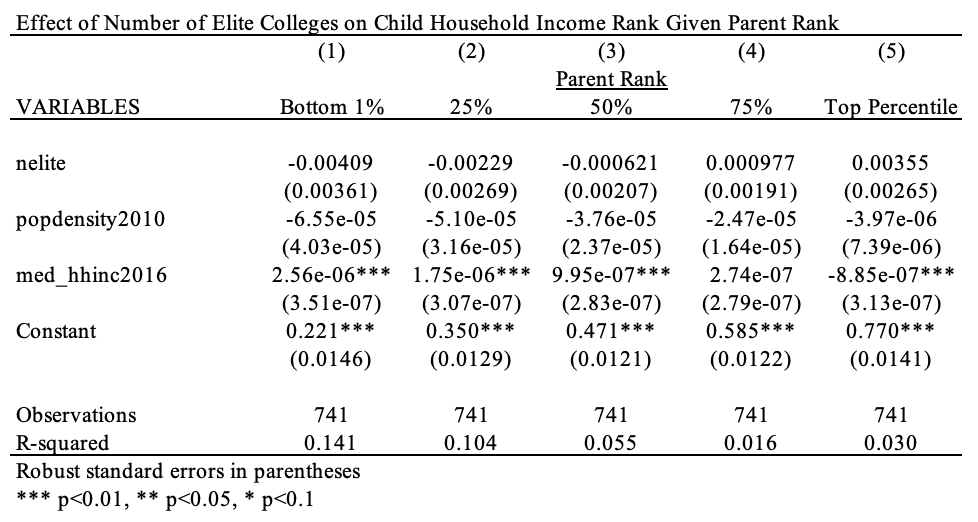 Effect of Number of Elite Colleges on Child Household Income Rank Given Parent Rank
(1) (2) (3) (4) (5)
Parent Rank
VARIABLES Bottom 1% 25% 50% 75% Top Percentile
nelite -0.00409 -0.00229 -0.000621 0.000977 0.00355
(0.00361) (0.00269) (0.00207) (0.00191) (0.00265)
popdensity2010 -6.55e-05 -5.10e-05 -3.76e-05 -2.47e-05 -3.97e-06
(4.03e-05) (3.16e-05) (2.37e-05) (1.64e-05) (7.39e-06)
med_hhinc2016 2.56e-06*** 1.75e-06*** 9.95e-07*** 2.74e-07 -8.85e-07***
(3.51e-07) (3.07e-07) (2.83e-07) (2.79e-07) (3.13e-07)
Constant 0.221*** 0.350*** 0.471*** 0.585*** 0.770***
(0.0146) (0.0129) (0.0121) (0.0122) (0.0141)
Observations 741 741 741 741 741
R-squared 0.141 0.104 0.055 0.016 0.030
Robust standard errors in parentheses
*** p<0.01, ** p<0.05, * p<0.1